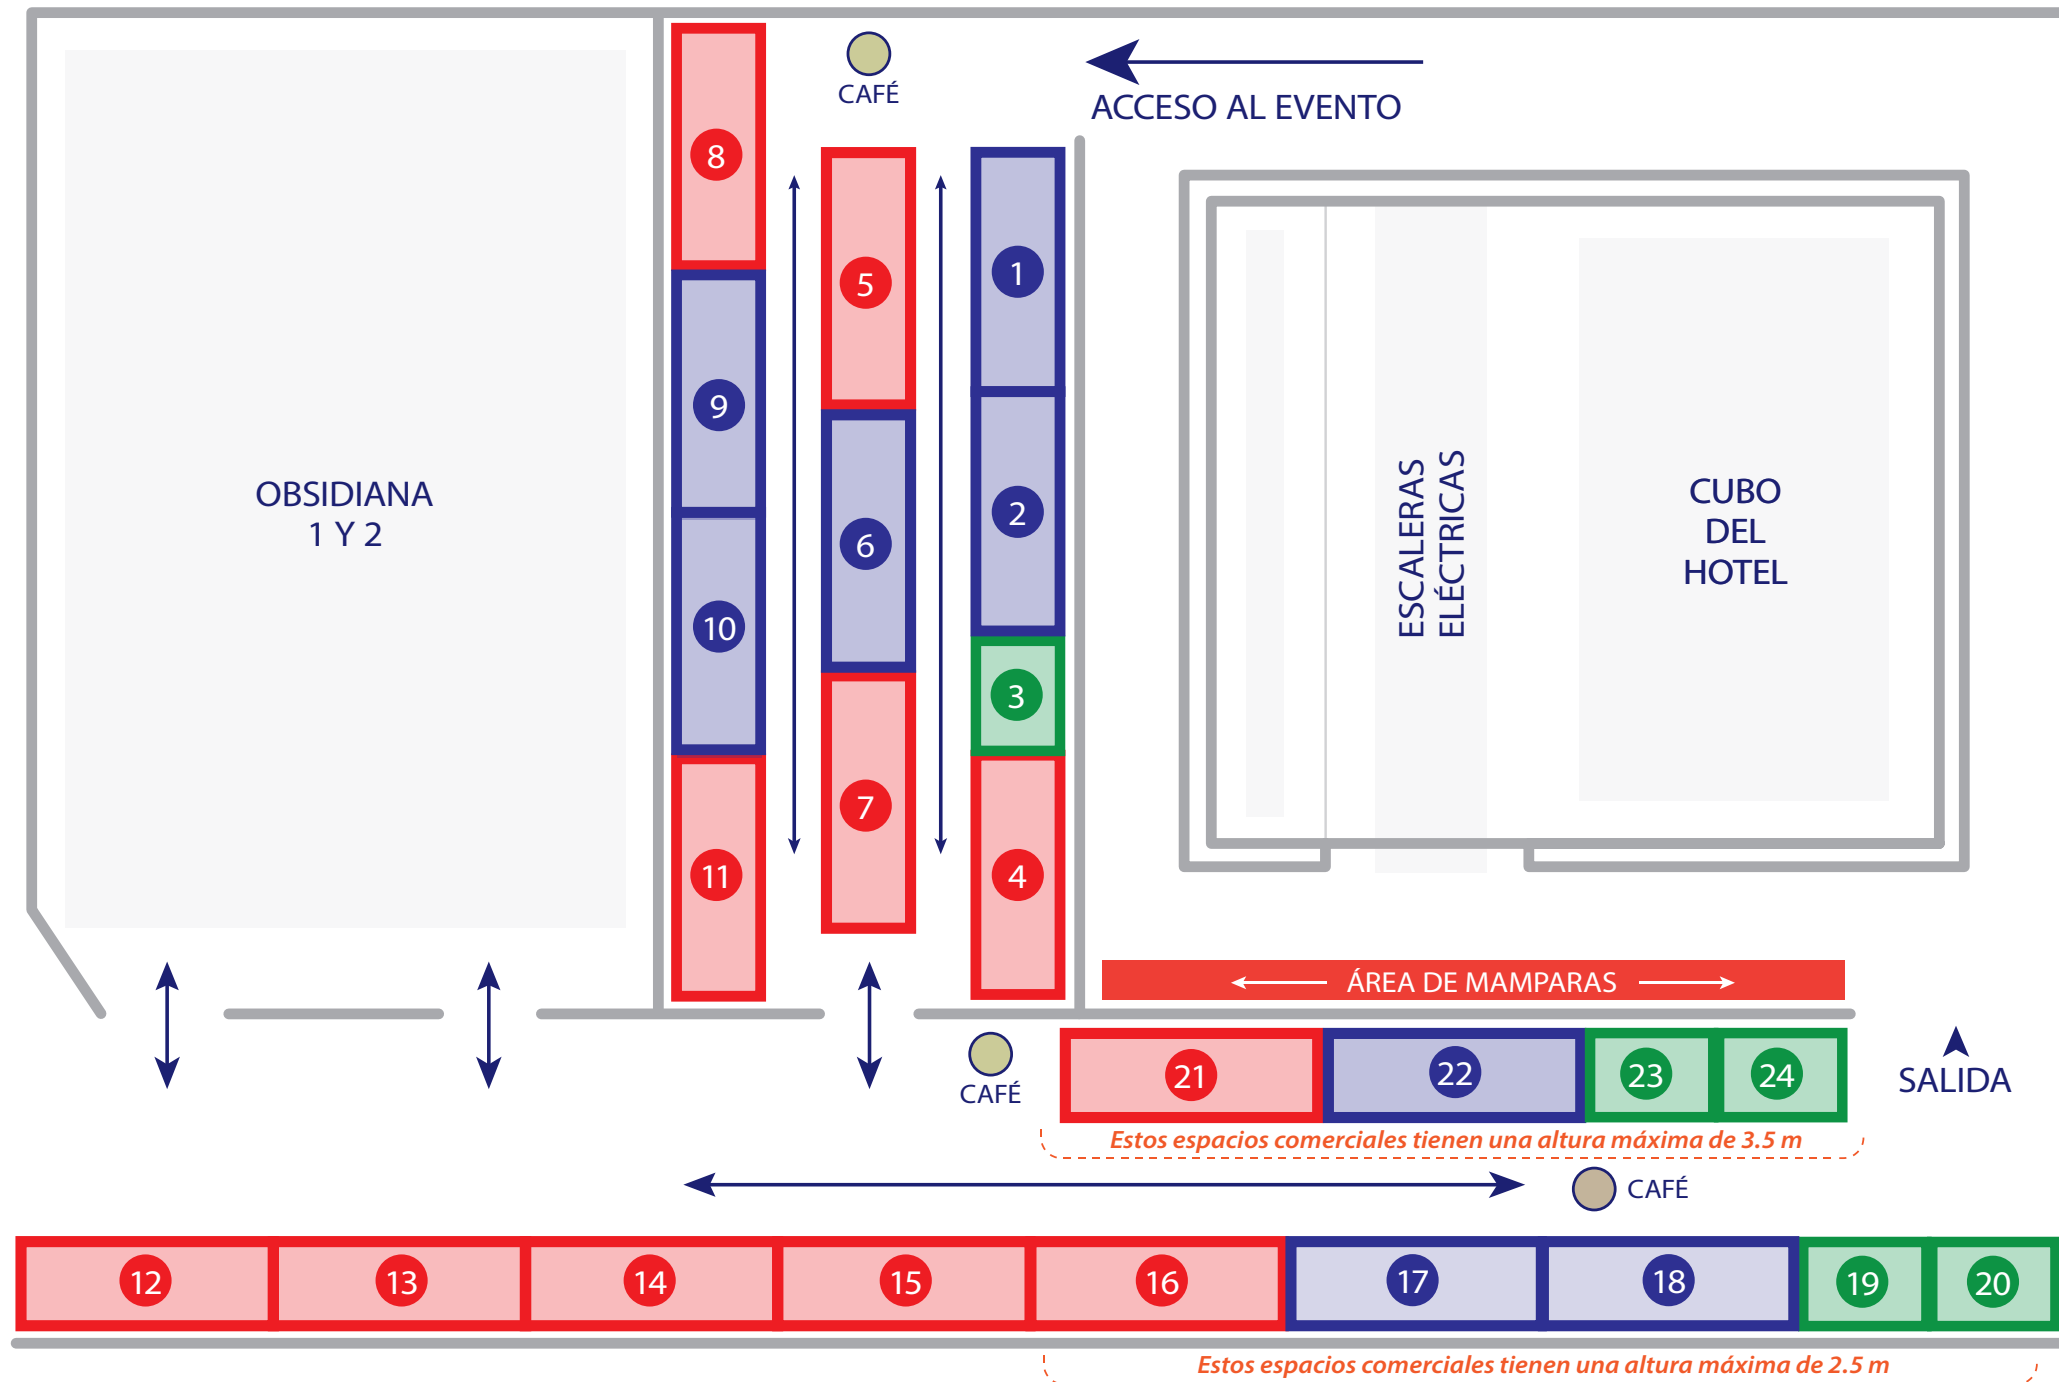 CAFÉ
ACCESO AL EVENTO
8
5
1
9
6
2
10
3
7
11
4
OBSIDIANA
1 Y 2
ESCALERAS
ELÉCTRICAS
CUBO
DEL
HOTEL
ÁREA DE MAMPARAS
CAFÉ
21
22
23
24
SALIDA
Estos espacios comerciales tienen una altura máxima de 3.5 m
CAFÉ
12
13
14
15
16
17
18
19
20
Estos espacios comerciales tienen una altura máxima de 2.5 m